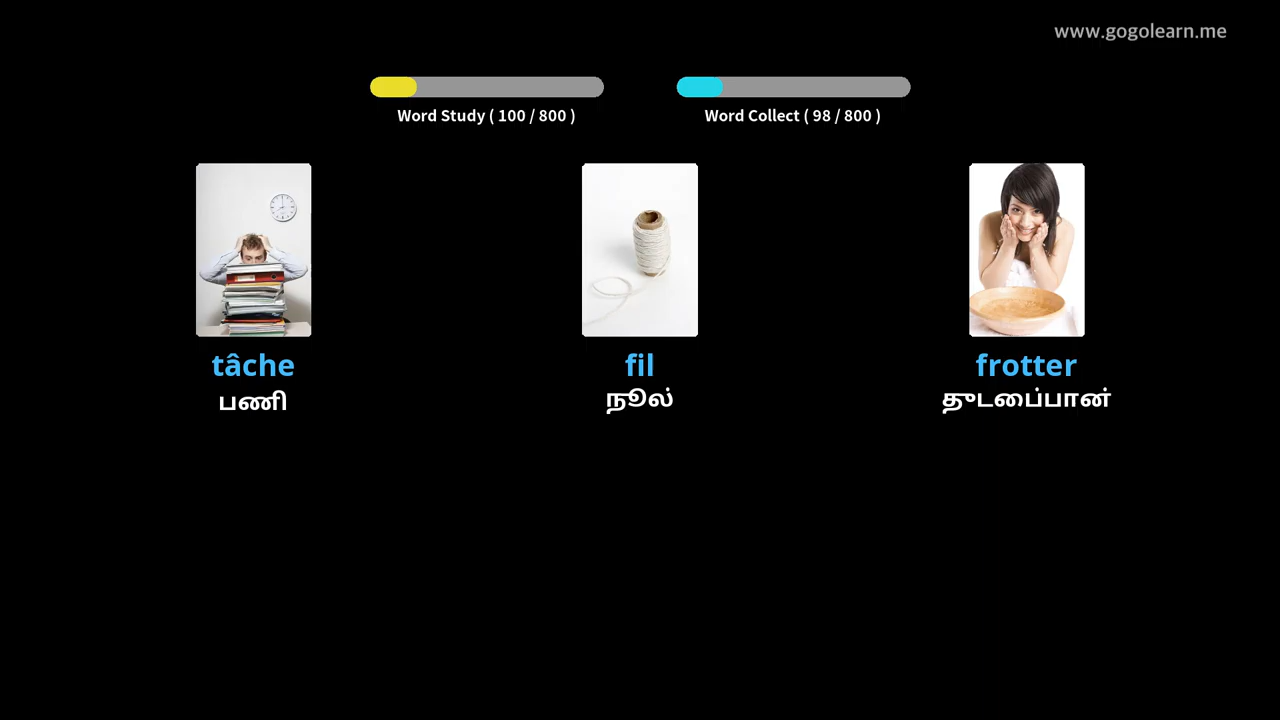 www.gogolearn.me
Word Study ( 100 / 800 )
Word Collect ( 98 / 800 )
tâche
fil
frotter
பணி
நூல்
துடைப்பான்